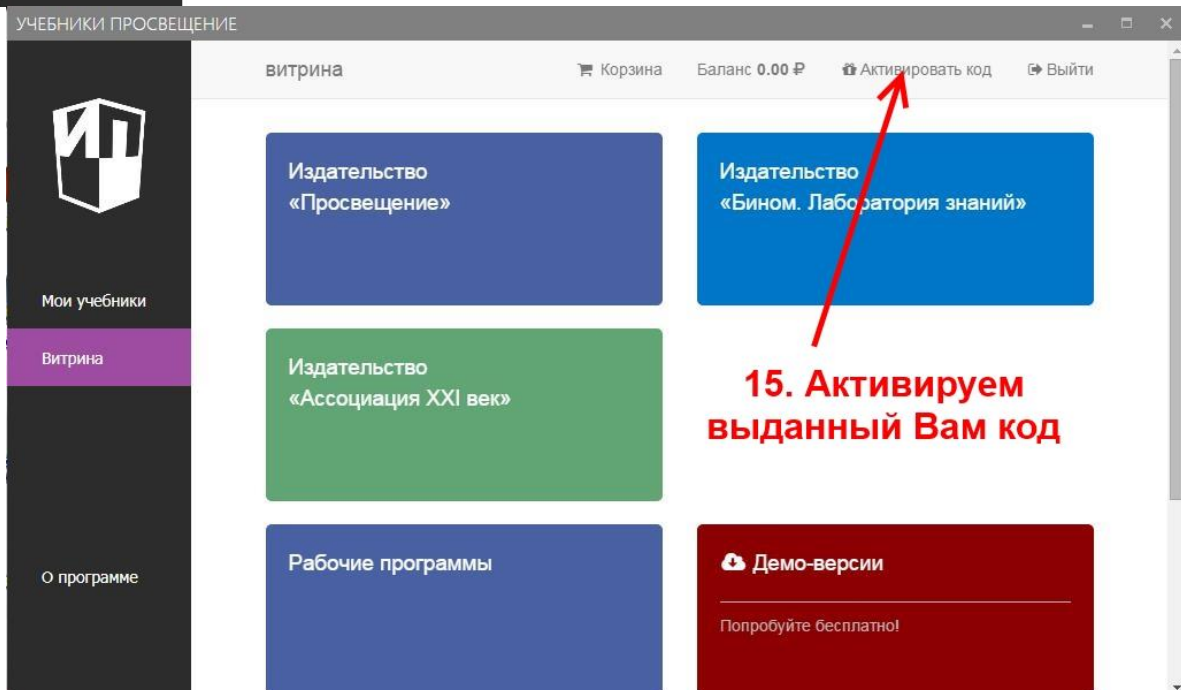 УЧЕБНИКИ ПРОСВЕЩЕНИЕ
витрина
Корзина
Баланс 0.00 ₽
Активировать код
Выйти
ИП
Мои учебники
Витрина
О программе
Издательство
«Просвещение»
Издательство
«Бином. Лаборатория знаний»
Издательство
«Ассоциация XXI век»
15. Активируем
выданный Вам код
Рабочие программы
Демо-версии
Попробуйте бесплатно!